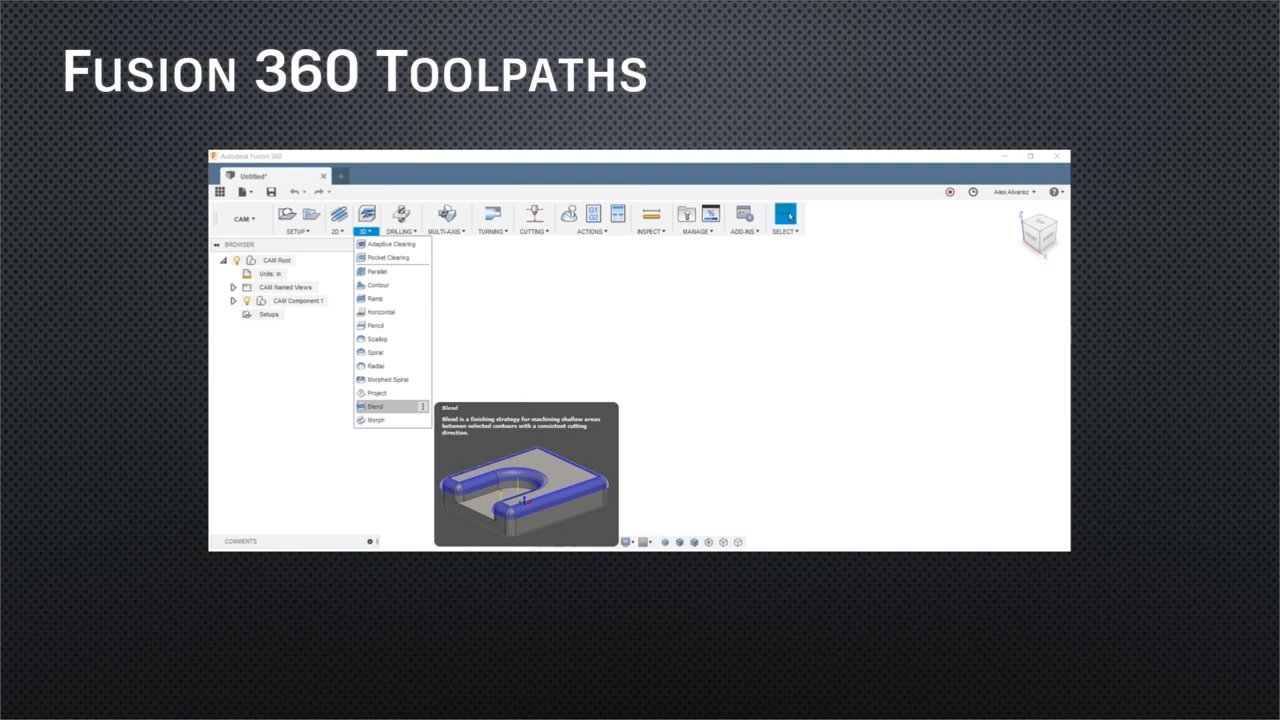 FUSION 360 TOOLPATHS
Autodesk Fusion 360
Untitled*
Alex Alvarez
CAM
SETUP
2D
3D
DRILLING
MULTI-AXIS
TURNING
CUTTING
G1
G2
ACTIONS
INSPECT
MANAGE
ADD-INS
SELECT
BROWSER
CAM Root
Units: in
CAM Named Views
CAM Component:1
Setups
Adaptive Clearing
Pocket Clearing
Parallel
Contour
Ramp
Horizontal
Pencil
Scallop
Spiral
Radial
Morphed Spiral
Project
Blend
Morph
Blend
Blend is a finishing strategy for machining shallow areas
between selected contours with a consistent cutting
direction.
Z
X
COMMENTS